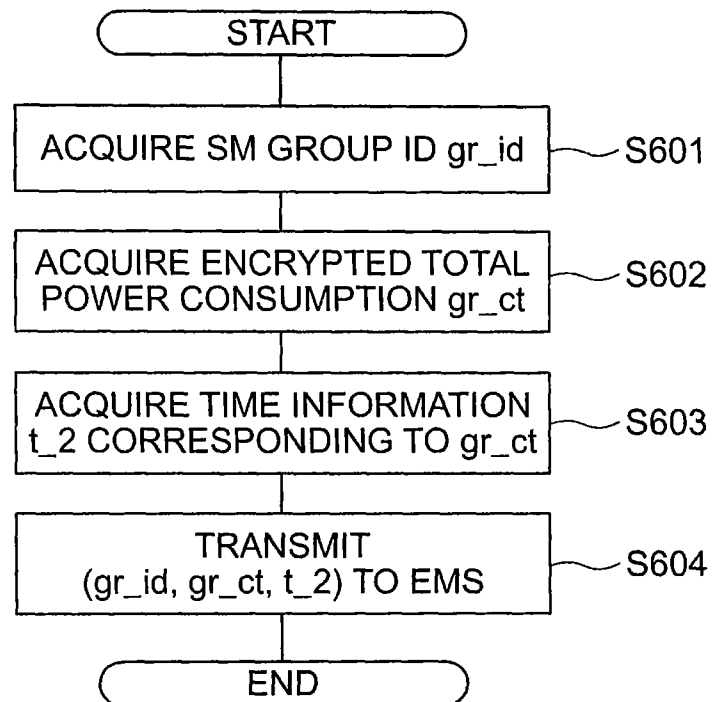 START
ACQUIRE SM GROUP ID gr_id
S601
ACQUIRE ENCRYPTED TOTAL
POWER CONSUMPTION gr_ct
S602
ACQUIRE TIME INFORMATION
t_2 CORRESPONDING TO gr_ct
S603
TRANSMIT
(gr_id, gr_ct, t_2) TO EMS
S604
END